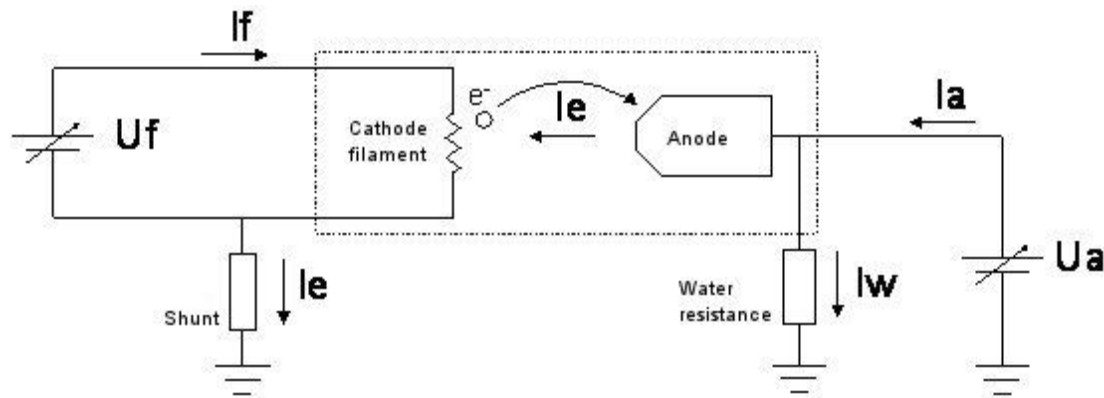 If
e-
Ie
Ia
Uf
Cathode
filament
Anode
Ua
Ie
Shunt
Water
resistance
Iw